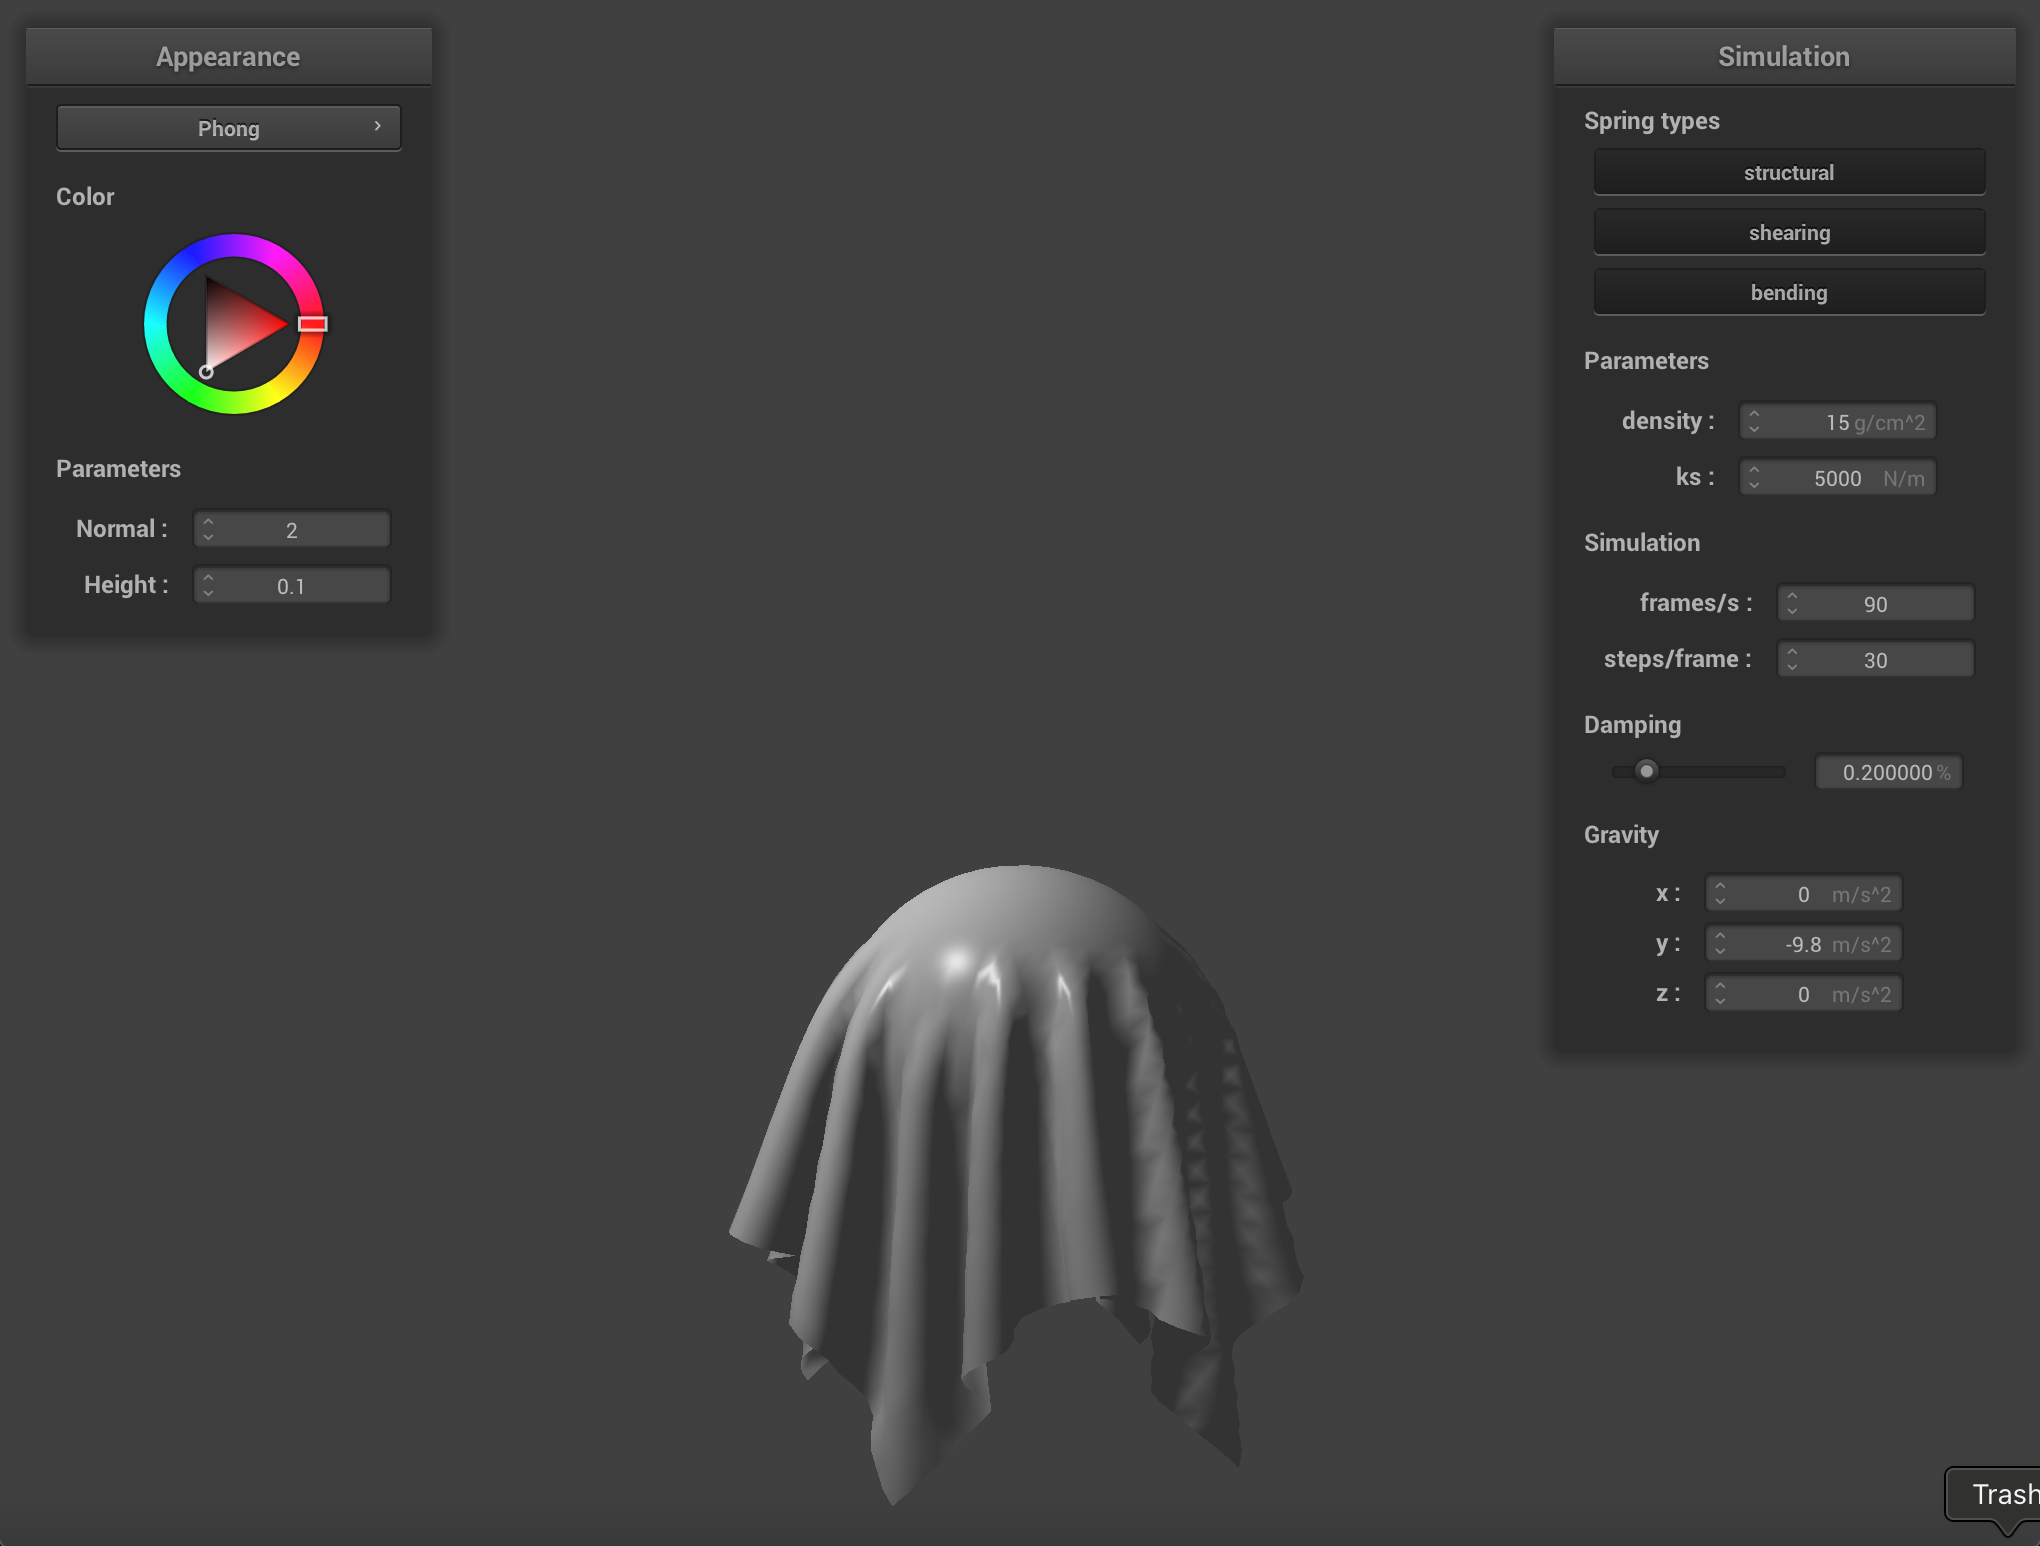 Appearance
Phong
Color
Parameters
Normal : 2
Height : 0.1
Simulation
Spring types
structural
shearing
bending
Parameters
density : 15 g/cm^2
ks : 5000 N/m
Simulation
frames/s : 90
steps/frame : 30
Damping
0.200000 %
Gravity
x : 0 m/s^2
y : -9.8 m/s^2
z : 0 m/s^2
Trash